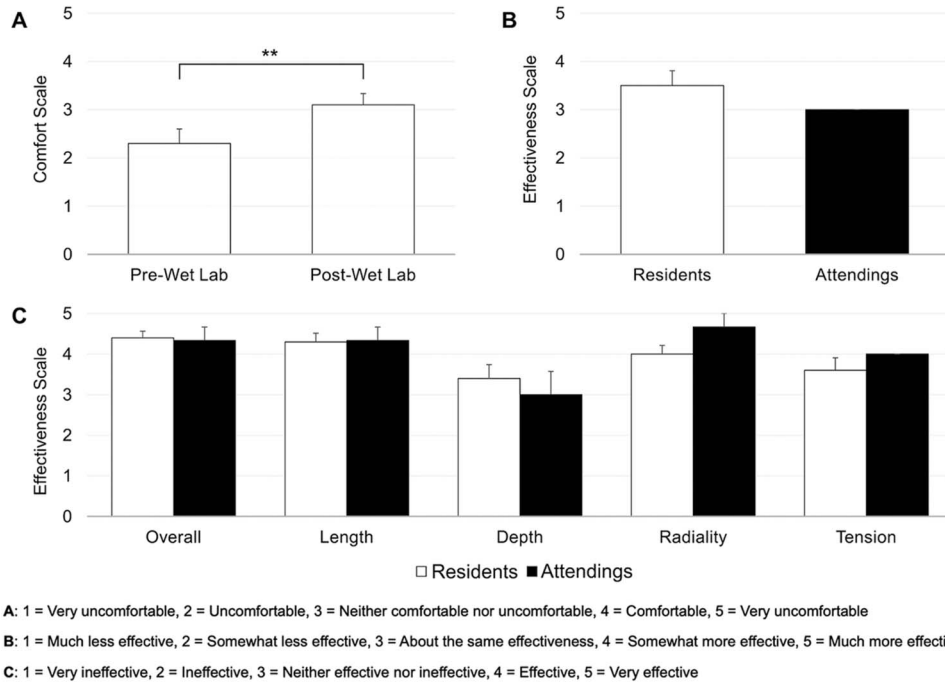 A
5
4
3
2
1
0
Comfort Scale
**
Pre-Wet Lab
Post-Wet Lab
B
5
4
3
2
1
0
Effectiveness Scale
Residents
Attendings
C
5
4
3
2
1
0
Effectiveness Scale
Overall
Length
Depth
Radiality
Tension
Residents
Attendings
A: 1 = Very uncomfortable, 2 = Uncomfortable, 3 = Neither comfortable nor uncomfortable, 4 = Comfortable, 5 = Very uncomfortable
B: 1 = Much less effective, 2 = Somewhat less effective, 3 = About the same effectiveness, 4 = Somewhat more effective, 5 = Much more effecti
C: 1 = Very ineffective, 2 = Ineffective, 3 = Neither effective nor ineffective, 4 = Effective, 5 = Very effective